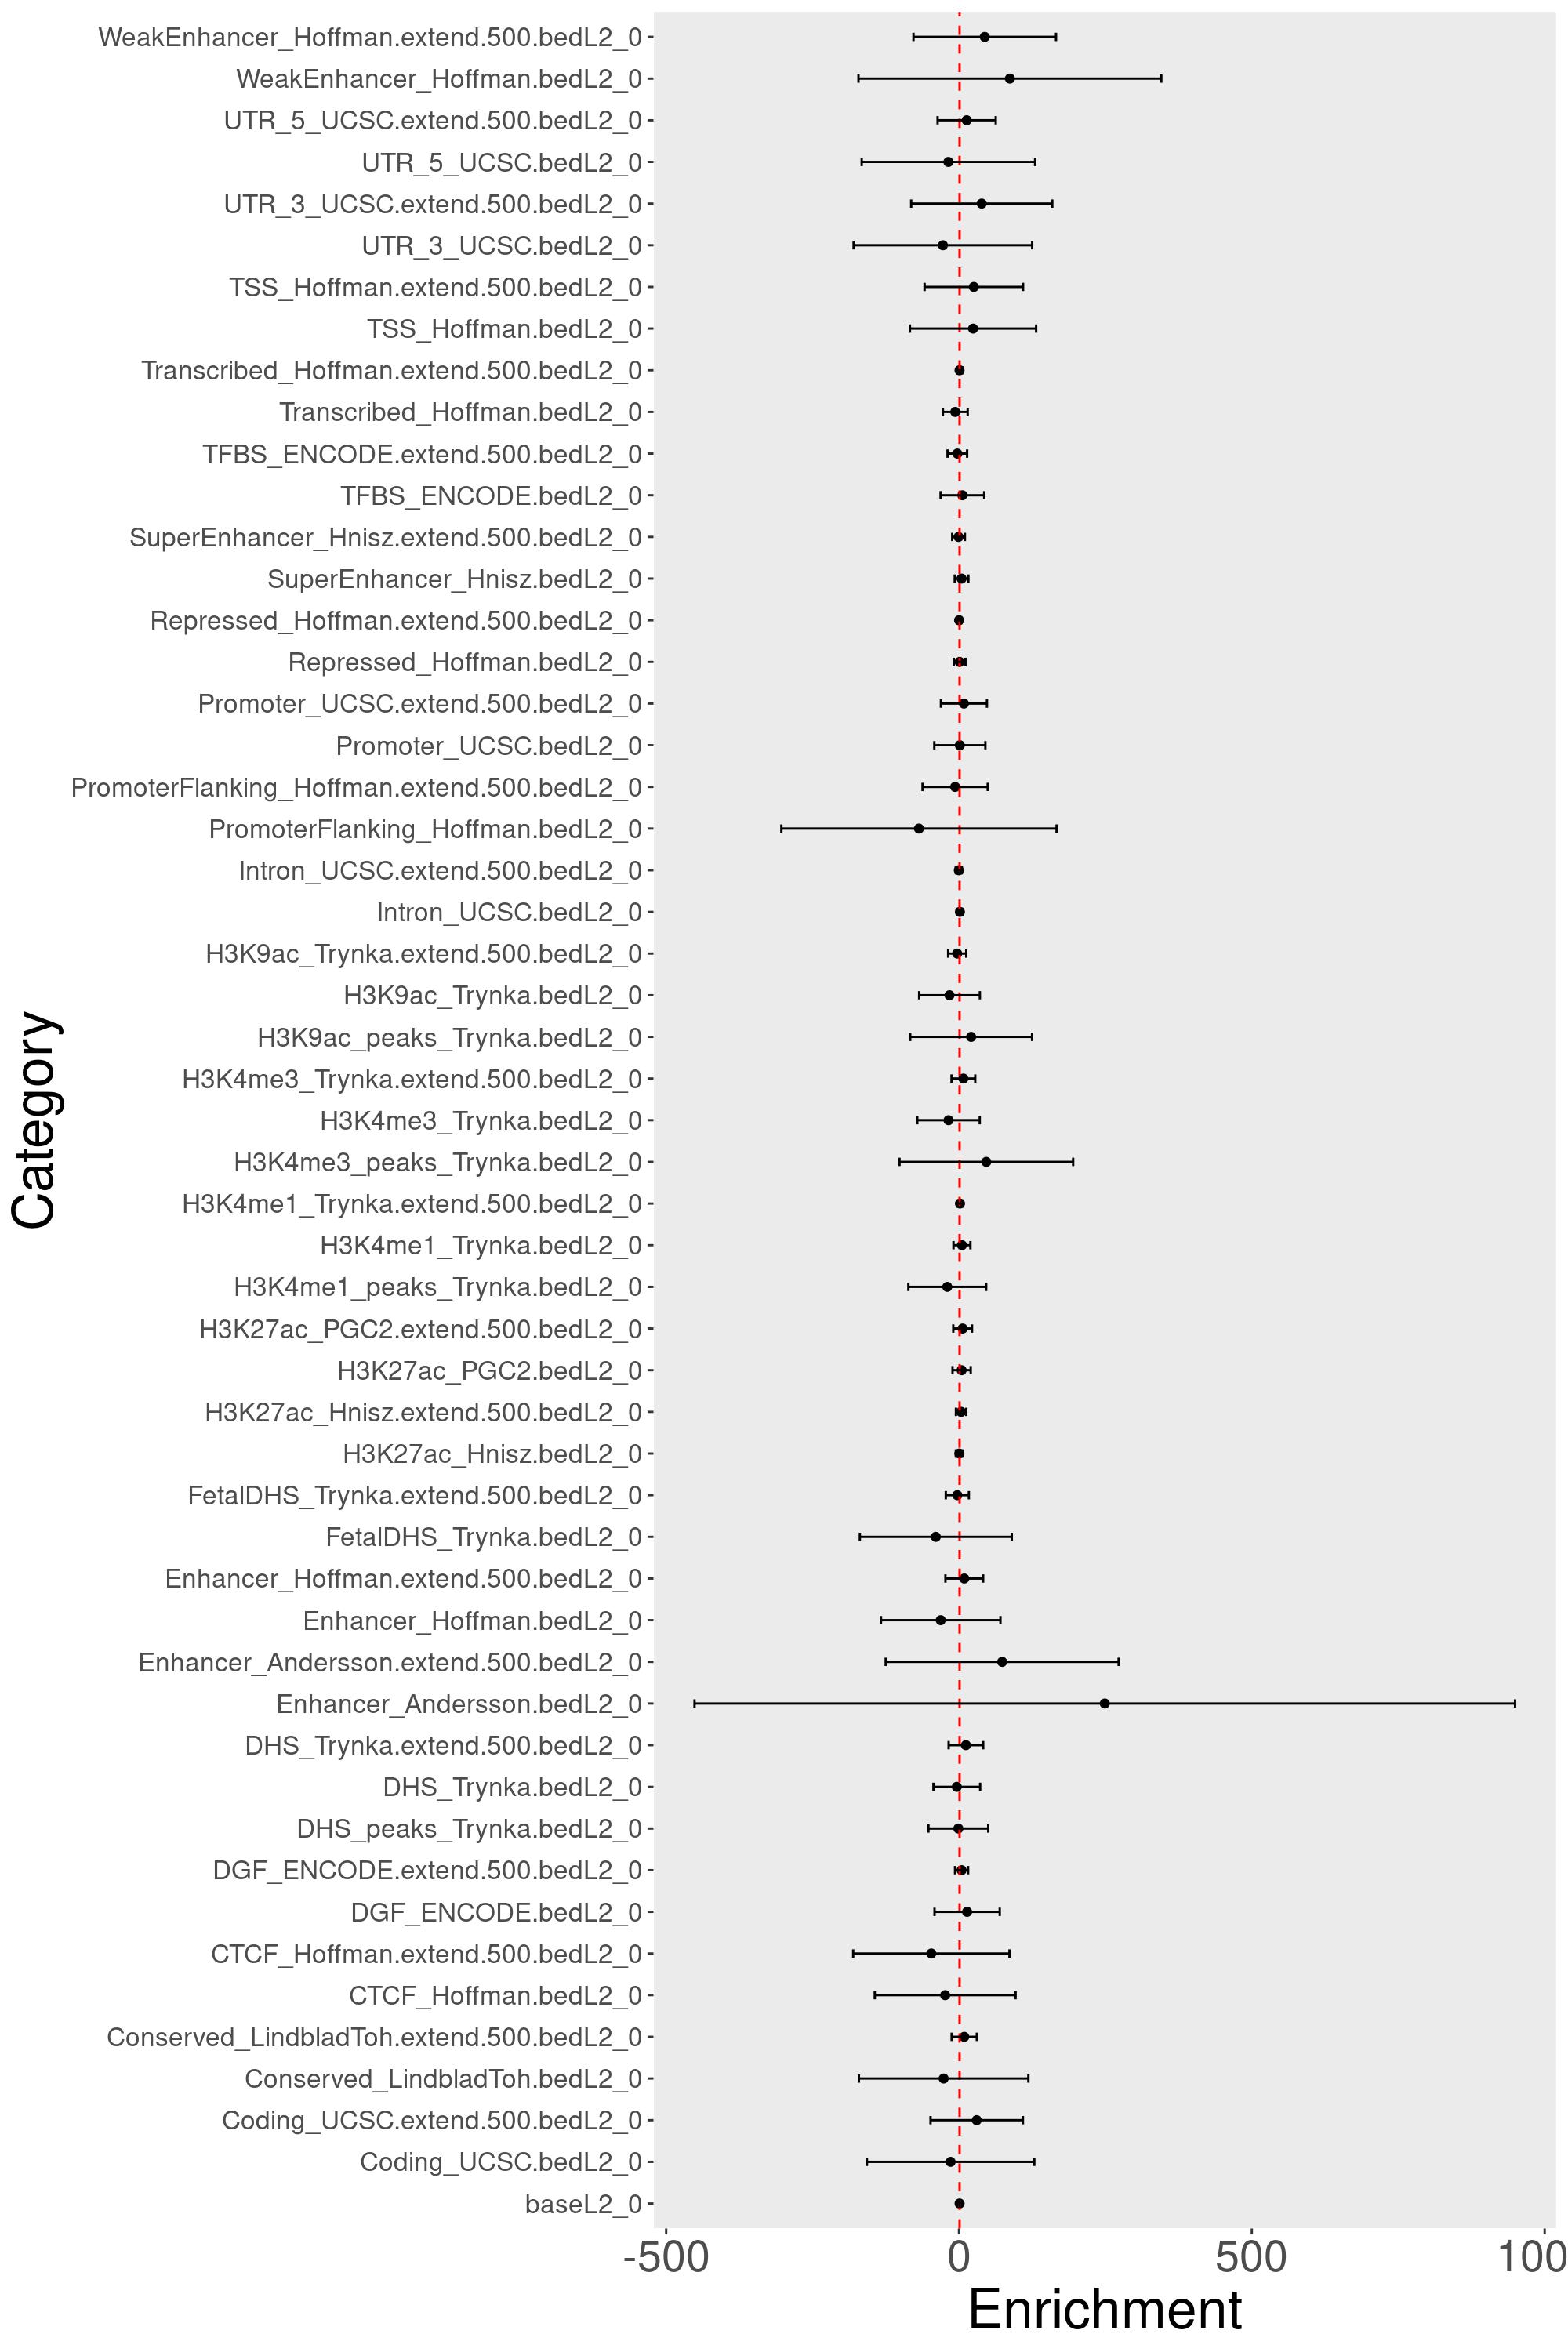 WeakEnhancer_Hoffman.extend.500.bedL2_0
WeakEnhancer_Hoffman.bedL2_0
UTR_5_UCSC.extend.500.bedL2_0
UTR_5_UCSC.bedL2_0
UTR_3_UCSC.extend.500.bedL2_0
UTR_3_UCSC.bedL2_0
TSS_Hoffman.extend.500.bedL2_0
TSS_Hoffman.bedL2_0
Transcribed_Hoffman.extend.500.bedL2_0
Transcribed_Hoffman.bedL2_0
TFBS_ENCODE.extend.500.bedL2_0
TFBS_ENCODE.bedL2_0
SuperEnhancer_Hnisz.extend.500.bedL2_0
SuperEnhancer_Hnisz.bedL2_0
Repressed_Hoffman.extend.500.bedL2_0
Repressed_Hoffman.bedL2_0
Promoter_UCSC.extend.500.bedL2_0
Promoter_UCSC.bedL2_0
PromoterFlanking_Hoffman.extend.500.bedL2_0
PromoterFlanking_Hoffman.bedL2_0
Intron_UCSC.extend.500.bedL2_0
Intron_UCSC.bedL2_0
H3K9ac_Trynka.extend.500.bedL2_0
H3K9ac_Trynka.bedL2_0
H3K9ac_peaks_Trynka.bedL2_0
H3K4me3_Trynka.extend.500.bedL2_0
H3K4me3_Trynka.bedL2_0
H3K4me3_peaks_Trynka.bedL2_0
H3K4me1_Trynka.extend.500.bedL2_0
H3K4me1_Trynka.bedL2_0
H3K4me1_peaks_Trynka.bedL2_0
H3K27ac_PGC2.extend.500.bedL2_0
H3K27ac_PGC2.bedL2_0
H3K27ac_Hnisz.extend.500.bedL2_0
H3K27ac_Hnisz.bedL2_0
FetalDHS_Trynka.extend.500.bedL2_0
FetalDHS_Trynka.bedL2_0
Enhancer_Hoffman.extend.500.bedL2_0
Enhancer_Hoffman.bedL2_0
Enhancer_Andersson.extend.500.bedL2_0
Enhancer_Andersson.bedL2_0
DHS_Trynka.extend.500.bedL2_0
DHS_Trynka.bedL2_0
DHS_peaks_Trynka.bedL2_0
DGF_ENCODE.extend.500.bedL2_0
DGF_ENCODE.bedL2_0
CTCF_Hoffman.extend.500.bedL2_0
CTCF_Hoffman.bedL2_0
Conserved_LindbladToh.extend.500.bedL2_0
Conserved_LindbladToh.bedL2_0
Coding_UCSC.extend.500.bedL2_0
Coding_UCSC.bedL2_0
baseL2_0
Category
-500 0 500 100
Enrichment